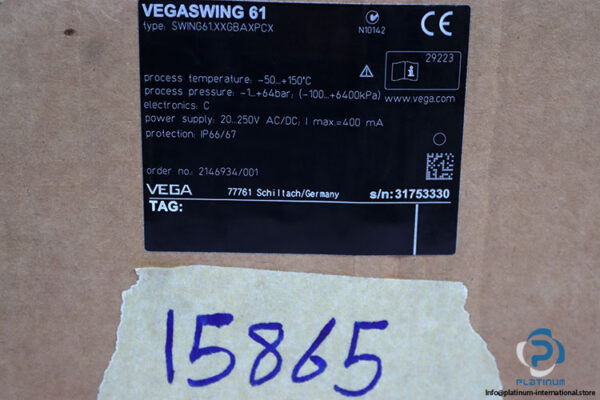 VEGASWING 61
type: SWING61.XXGBAXPCX
N10142
CE
29223
process temperature: -50...+150°C
process pressure: -1...+64bar; (-100...+6400kPa)
www.vega.com
electronics: C
power supply: 20...250V AC/DC; I max.=400 mA
protection: IP66/67
order no.: 2146934/001
VEGA 77761 Schiltach/Germany s/n: 31753330
TAG:
15865
PLATINUM
Info@platinum-international.store